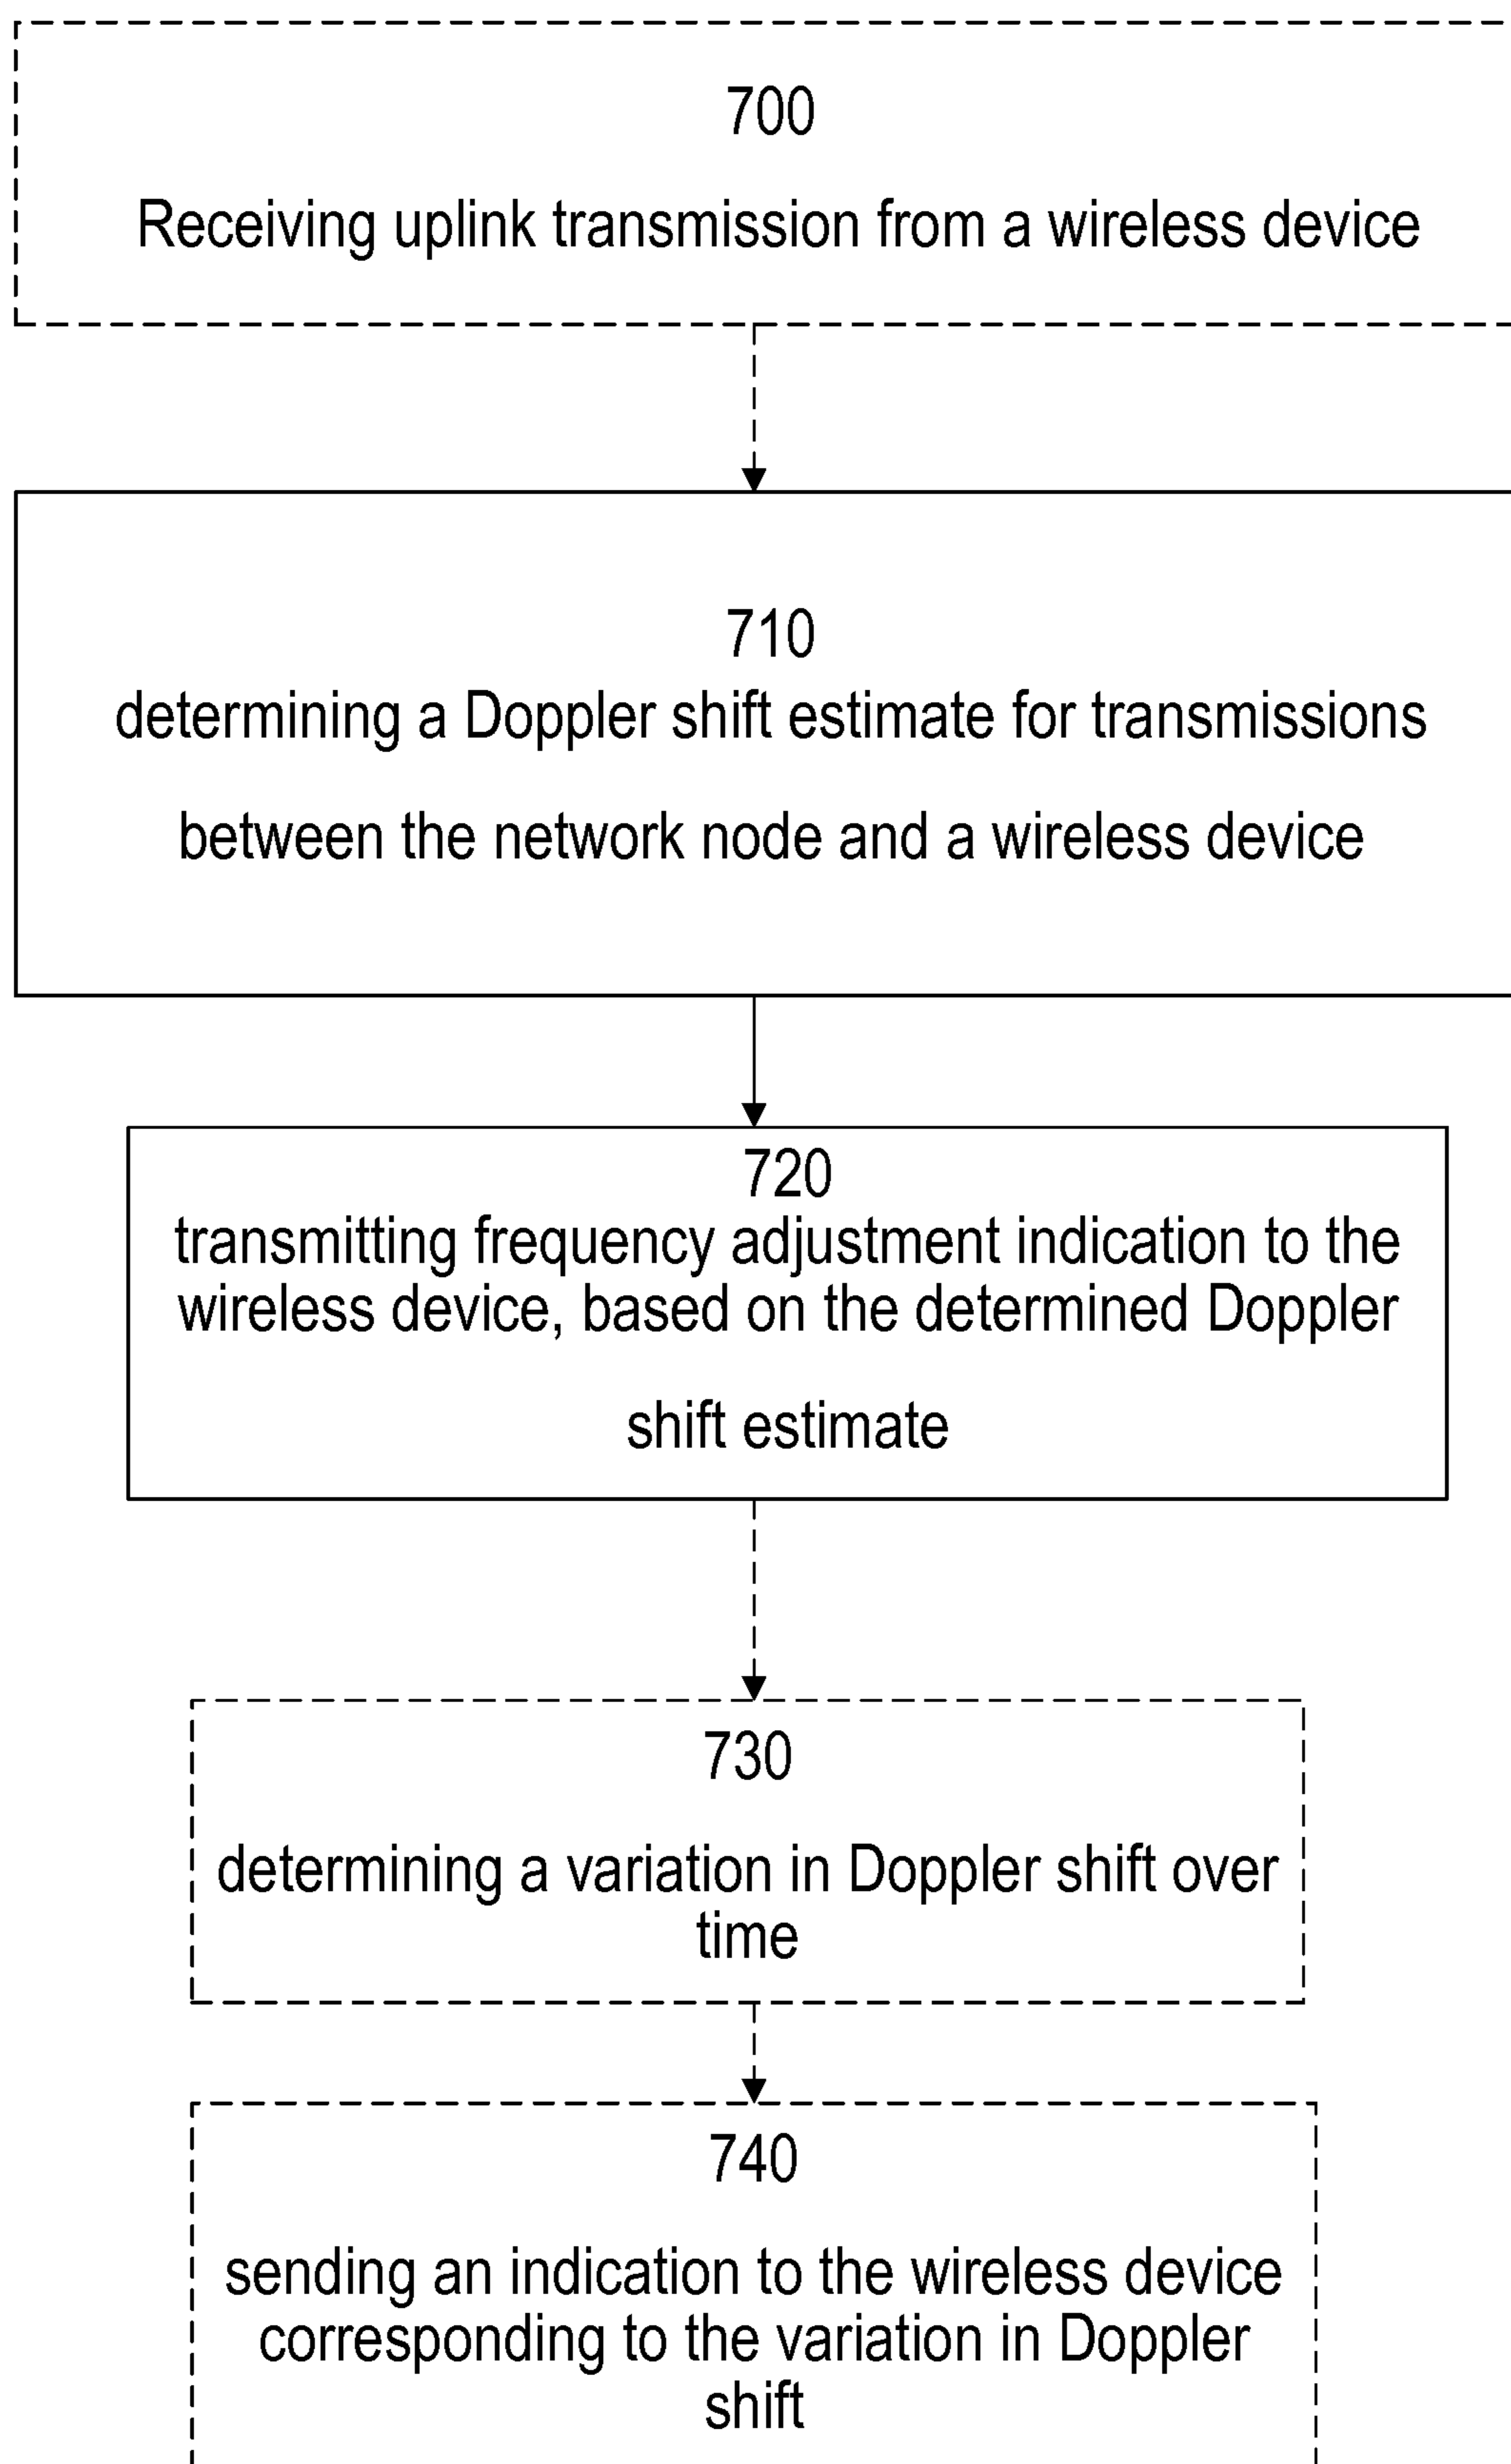 700
Receiving uplink transmission from a wireless device
710
determining a Doppler shift estimate for transmissions
between the network node and a wireless device
720
transmitting frequency adjustment indication to the
wireless device, based on the determined Doppler
shift estimate
730
determining a variation in Doppler shift over
time
740
sending an indication to the wireless device
corresponding to the variation in Doppler
shift